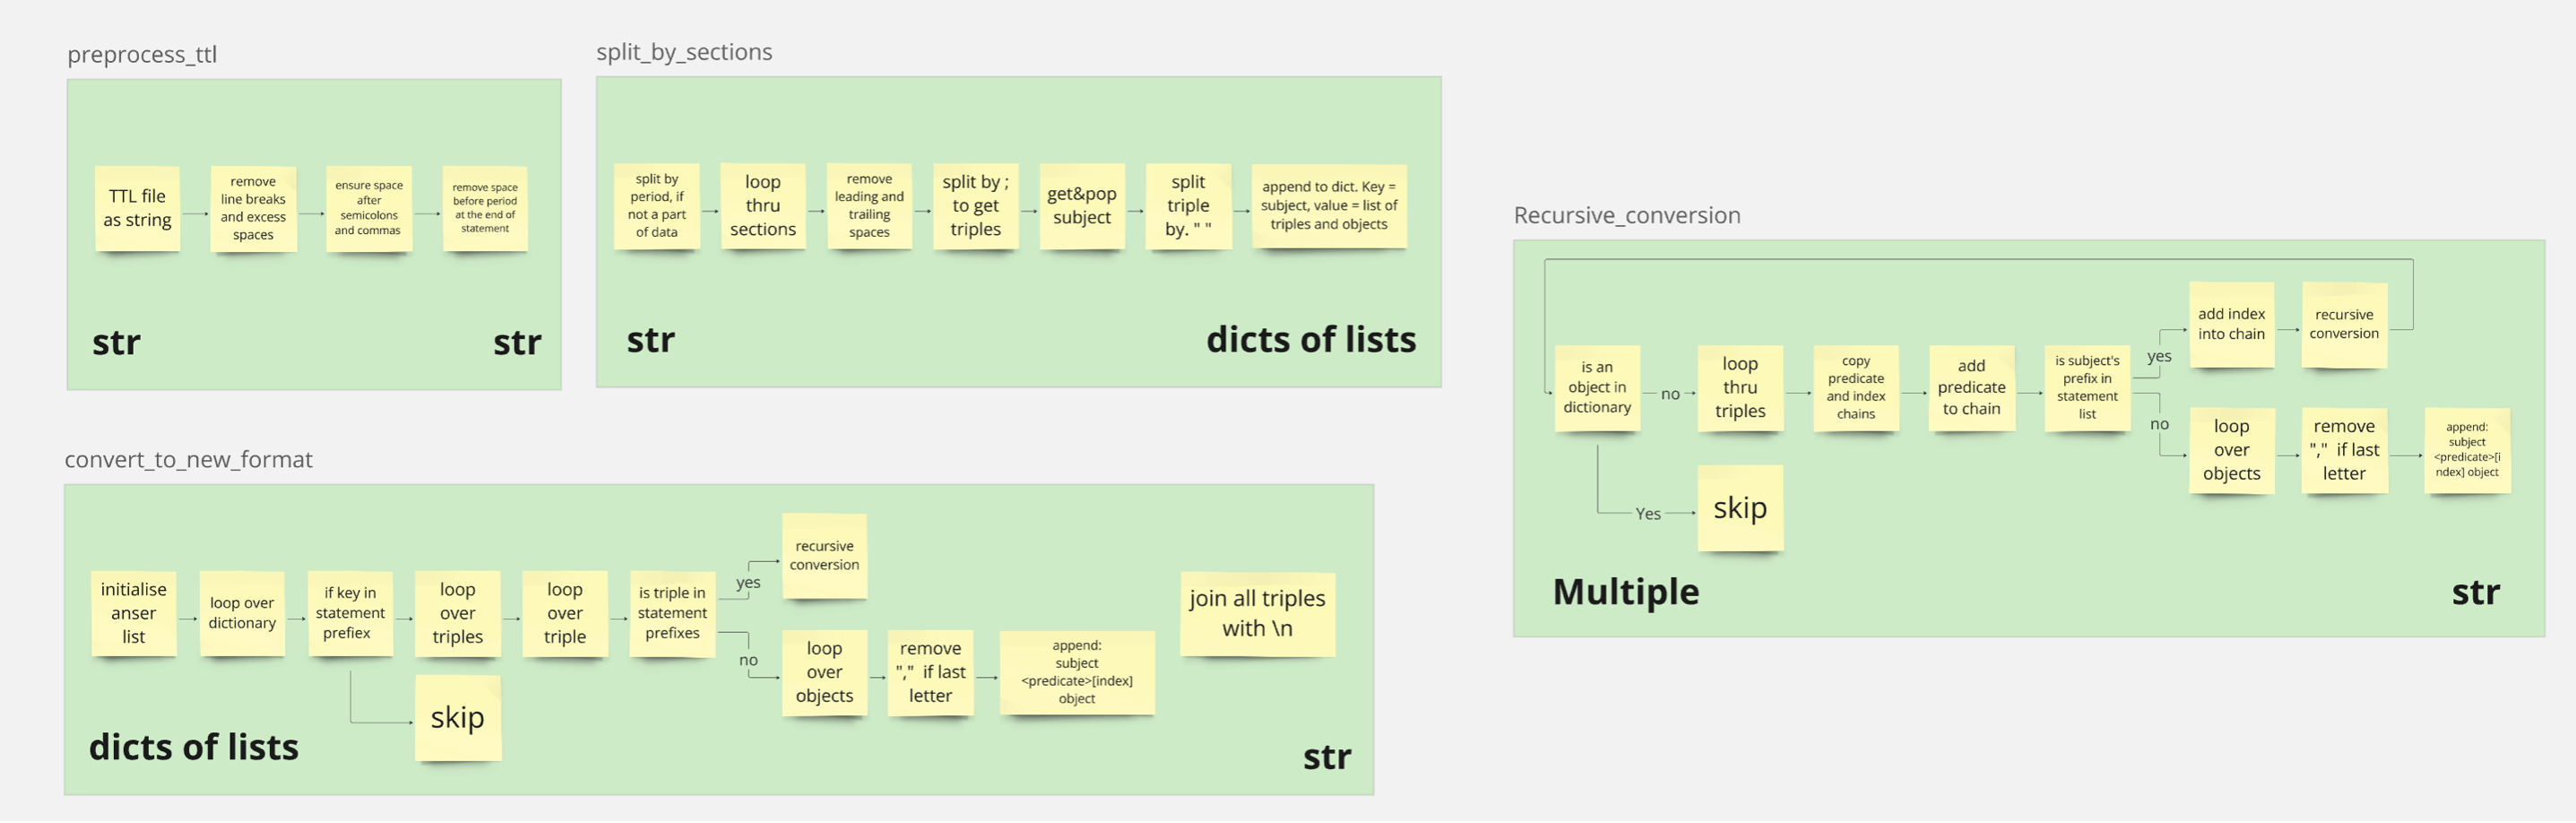 preprocess_ttl
TTL file
as string
remove
line breaks
and excess
spaces
ensure space
after
semicolons
and commas
remove space
before period
at the end of
statement
str
str
split_by_sections
split by
period, if
not a part
of data
loop
thru
sections
remove
leading and
trailing
spaces
split by ;
to get
triples
get&pop
subject
split
triple
by. " "
append to dict. Key =
subject, value = list of
triples and objects
str
dicts of lists
Recursive_conversion
is an
object in
dictionary
no
loop
thru
triples
copy
predicate
and index
chains
add
predicate
to chain
is subject's
prefix in
statement
list
yes
add index
into chain
recursive
conversion
no
loop
over
objects
remove
"," if last
letter
append:
subject
<predicate>[i
ndex] object
Yes
skip
Multiple
str
convert_to_new_format
initialise
anser
list
loop over
dictionary
if key in
statement
prefiex
loop
over
triples
loop
over
triple
is triple in
statement
prefixes
yes
recursive
conversion
no
loop
over
objects
remove
"," if last
letter
append:
subject
<predicate>[index]
object
join all triples
with \n
skip
dicts of lists
str